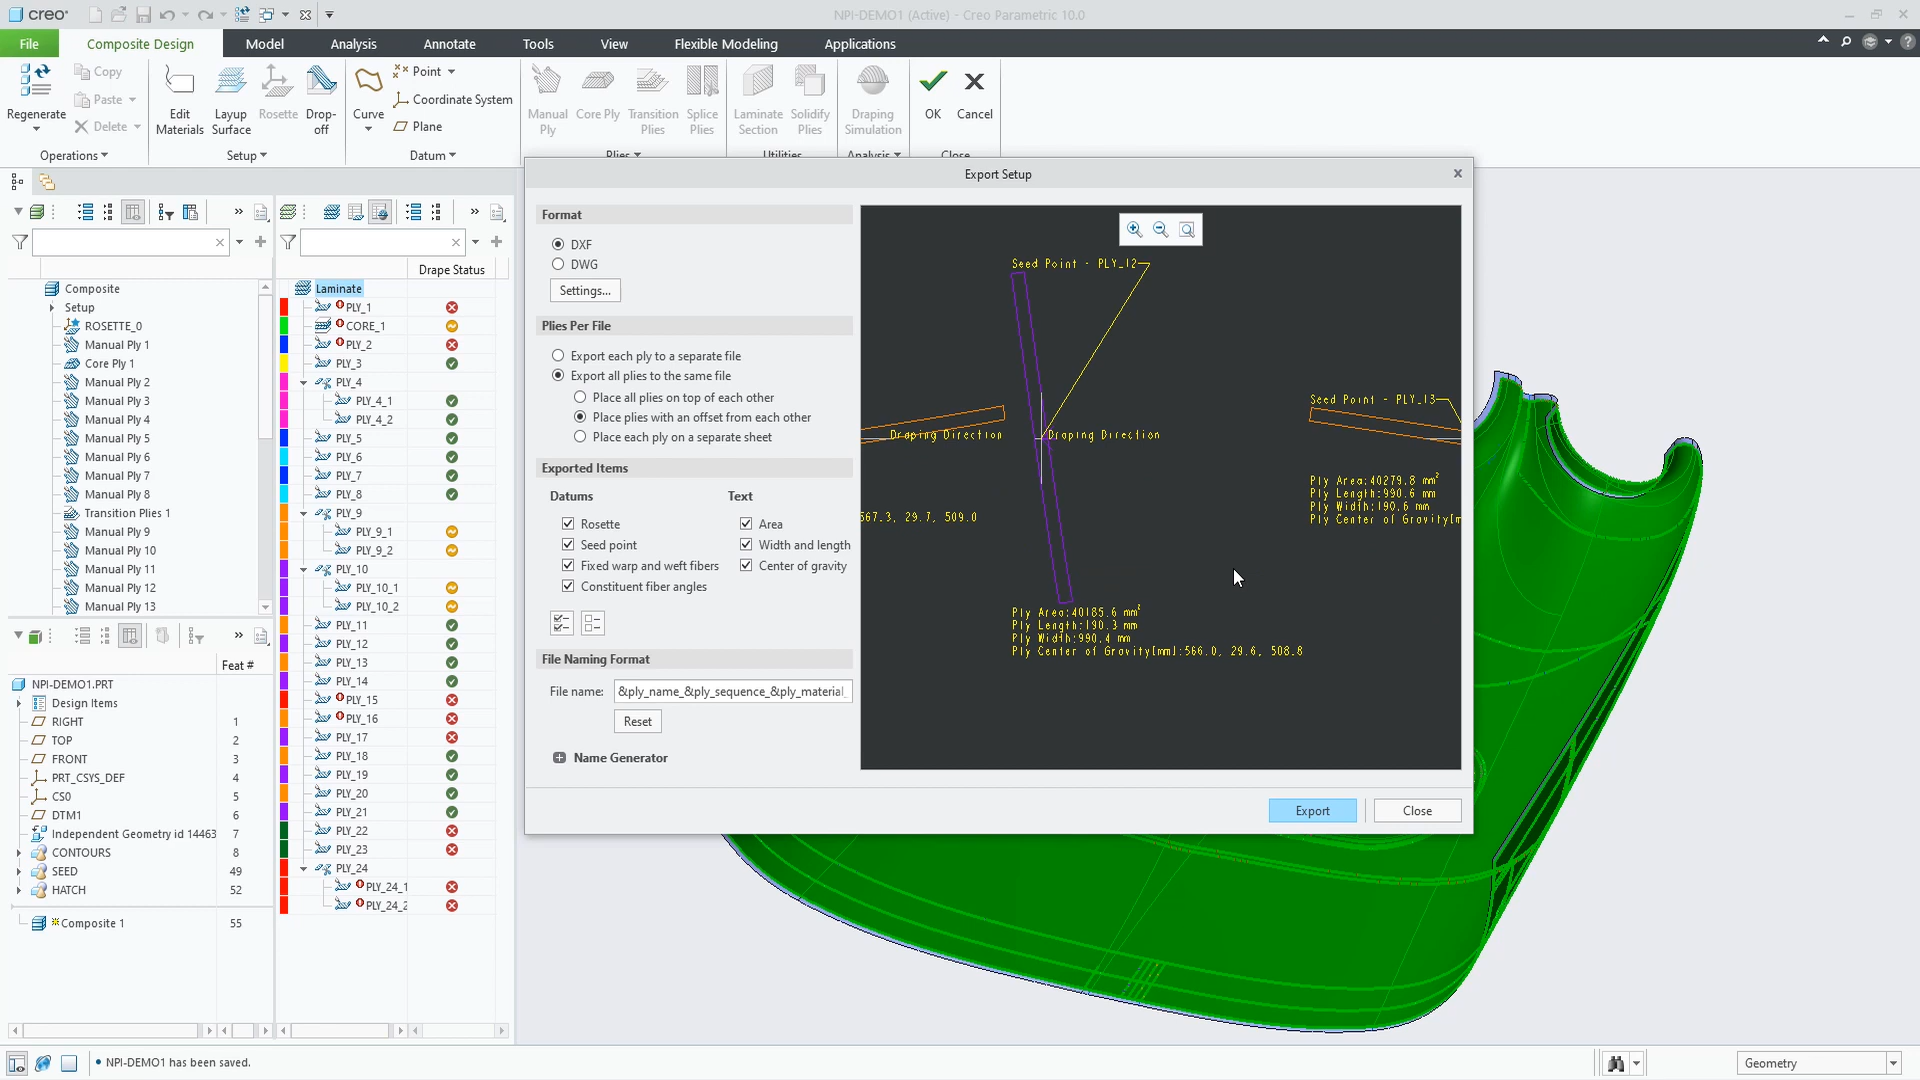 creo
NPI-DEMO1 (Active) - Creo Parametric 10.0
File
Composite Design
Model
Analysis
Annotate
Tools
View
Flexible Modeling
Applications
Regenerate
Copy
Paste
Delete
Edit Materials
Layup Surface
Rosette
Drop-off
Curve
Point
Coordinate System
Plane
Manual Ply
Core Ply
Transition Plies
Splice Plies
Laminate Section
Solidify Plies
Draping Simulation
OK
Cancel
Operations
Setup
Datum
Plies
Utilities
Analysis
Close
Composite
Setup
ROSETTE_0
Manual Ply 1
Core Ply 1
Manual Ply 2
Manual Ply 3
Manual Ply 4
Manual Ply 5
Manual Ply 6
Manual Ply 7
Manual Ply 8
Transition Plies 1
Manual Ply 9
Manual Ply 10
Manual Ply 11
Manual Ply 12
Manual Ply 13
Feat #
NPI-DEMO1.PRT
Design Items
RIGHT 1
TOP 2
FRONT 3
PRT_CSYS_DEF 4
CS0 5
DTM1 6
Independent Geometry id 14463 7
CONTOURS 8
SEED 49
HATCH 52
Composite 1 55
Drape Status
Laminate
PLY_1
CORE_1
PLY_2
PLY_3
PLY_4
PLY_4_1
PLY_4_2
PLY_5
PLY_6
PLY_7
PLY_8
PLY_9
PLY_9_1
PLY_9_2
PLY_10
PLY_10_1
PLY_10_2
PLY_11
PLY_12
PLY_13
PLY_14
PLY_15
PLY_16
PLY_17
PLY_18
PLY_19
PLY_20
PLY_21
PLY_22
PLY_23
PLY_24
PLY_24_1
PLY_24_2
Export Setup
Format
DXF
DWG
Settings...
Plies Per File
Export each ply to a separate file
Export all plies to the same file
Place all plies on top of each other
Place plies with an offset from each other
Place each ply on a separate sheet
Exported Items
Datums
Text
Rosette
Area
Seed point
Width and length
Fixed warp and weft fibers
Center of gravity
Constituent fiber angles
File Naming Format
File name: &ply_name_&ply_sequence_&ply_material_
Reset
Name Generator
Seed Point - PLY_12
Seed Point - PLY_13
Draping Direction
Draping Direction
Ply Area:40279.8 mm²
Ply Length:990.6 mm
Ply Width:190.6 mm
Ply Center of Gravity[m
567.3, 29.7, 509.0
Ply Area:40185.6 mm²
Ply Length:190.3 mm
Ply Width:990.4 mm
Ply Center of Gravity[mm]:566.0, 29.6, 508.8
Export
Close
NPI-DEMO1 has been saved.
Geometry